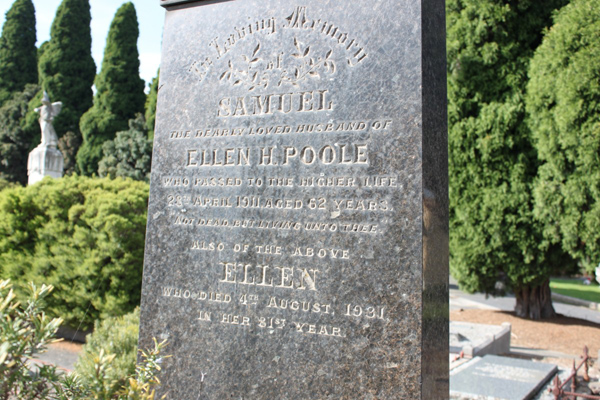 In Loving Memory
of
SAMUEL
THE DEARLY LOVED HUSBAND OF
ELLEN H. POOLE
WHO PASSED TO THE HIGHER LIFE
28TH APRIL 1911 AGED 62 YEARS.
NOT DEAD, BUT LIVING UNTO THEE
ALSO OF THE ABOVE
ELLEN
WHO DIED 4TH AUGUST, 1931
IN HER 81ST YEAR.